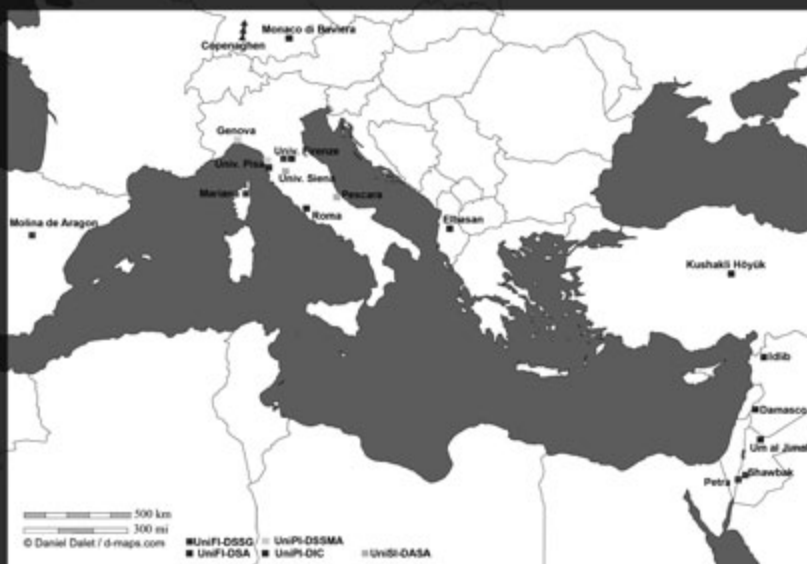 Monaco di Baviera
Copenaghen
Genova
Univ. Firenze
Univ. Pisa
Univ. Siena
Mariana
Pescara
Roma
Molina de Aragon
Elbasan
Kushakli Höyük
Idlib
Damasco
Um al Jimal
Shawbak
Petra
500 km
300 mi
© Daniel Dalet / d-maps.com
UniFI-DSSG UniPI-DSSMA
UniFI-DSA UniPI-DIC UniSI-DASA